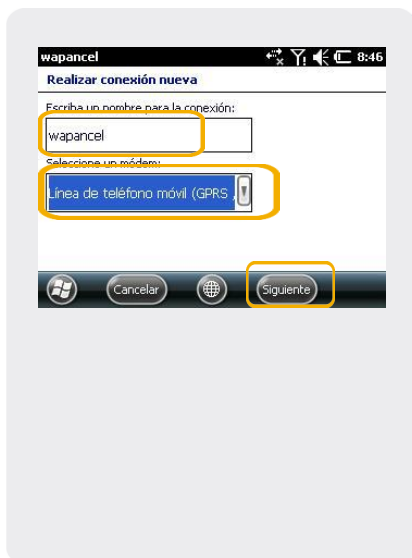 wapancel 8:46
Realizar conexión nueva
Escriba un nombre para la conexión:
wapancel
Seleccione un módem:
Línea de teléfono móvil (GPRS ,
Cancelar Siguiente